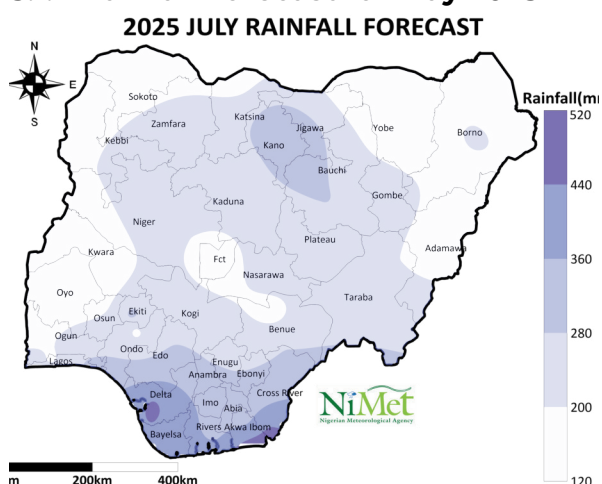 2025 JULY RAINFALL FORECAST
N
E
S
Rainfall(mm
520
Sokoto
Katsina
Zamfara
Jigawa
Yobe
Borno
Kebbi
Kano
440
Bauchi
Gombe
Kaduna
Niger
Plateau
Kwara
Fct
Adamawa
360
Nasarawa
Oyo
Taraba
Ekiti
Kogi
Osun
Benue
280
Ogun
Ondo
Edo
Lagos
Enugu
Anambra
Ebonyi
Delta
Cross River
Imo
Abia
NiMet
Nigerian Meteorological Agency
200
Bayelsa
Rivers
Akwa Ibom
m
200km
400km
120